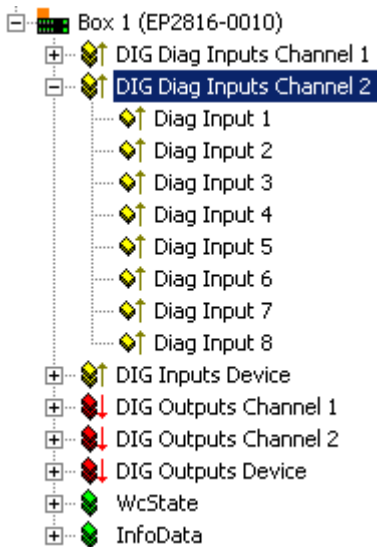 Box 1 (EP2816-0010)
DIG Diag Inputs Channel 1
DIG Diag Inputs Channel 2
Diag Input 1
Diag Input 2
Diag Input 3
Diag Input 4
Diag Input 5
Diag Input 6
Diag Input 7
Diag Input 8
DIG Inputs Device
DIG Outputs Channel 1
DIG Outputs Channel 2
DIG Outputs Device
WcState
InfoData